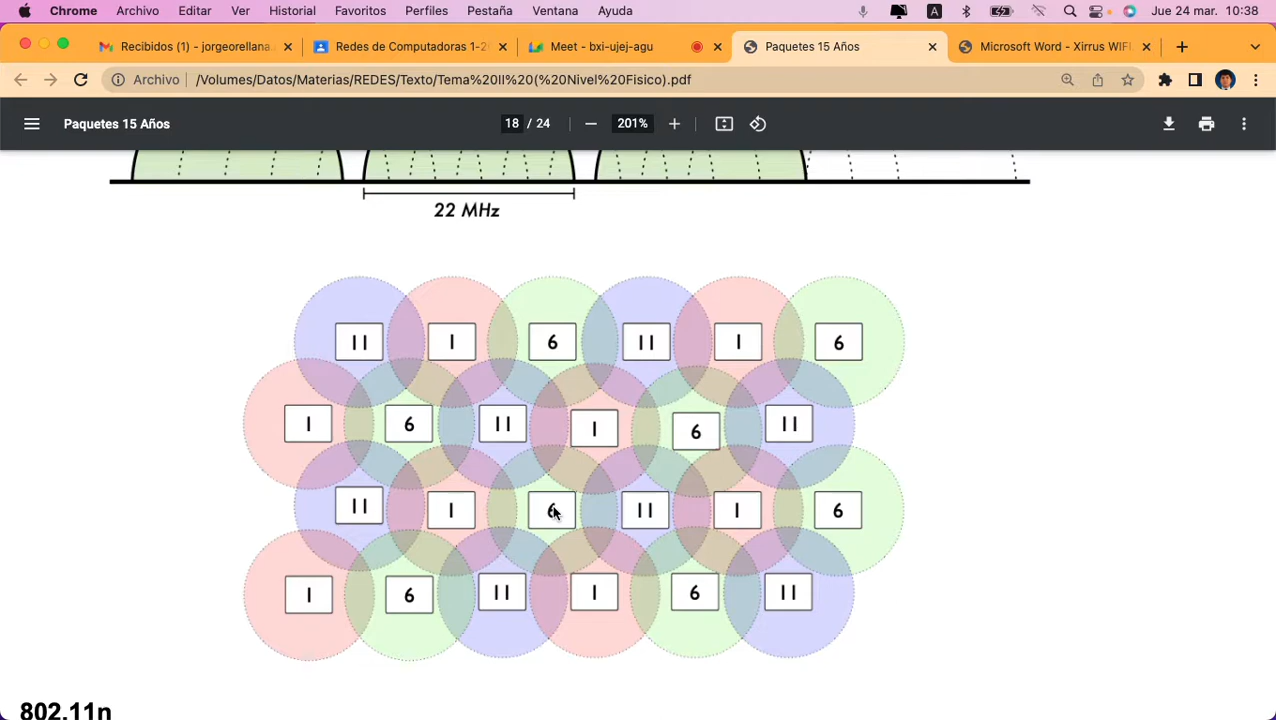 Chrome Archivo Editar Ver Historial Favoritos Perfiles Pestaña Ventana Ayuda A Jue 24 mar. 10:38
Recibidos (1) - jorgeorellana. Redes de Computadoras 1-2 Meet - bxi-ujej-agu Paquetes 15 Años Microsoft Word - Xirrus WIFI
Archivo /Volumes/Datos/Materias/REDES/Texto/Tema%20II%20(%20Nivel%20Fisico).pdf
Paquetes 15 Años 18 / 24 201%
22 MHz
11 1 6 11 1 6
1 6 11 1 6 11
11 1 6 11 1 6
1 6 11 1 6 11
802.11n